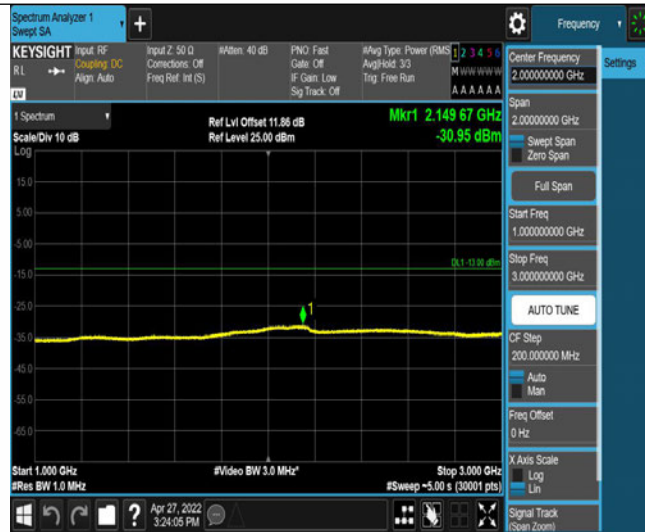 Spectrum Analyzer 1
Swept SA
Frequency
KEYSIGHT
RL
Input: RF
Coupling: DC
Align: Auto
Input Z: 50 Ω
Corrections: Off
Freq Ref: Int (S)
#Atten: 40 dB
PNO: Fast
Gate: Off
IF Gain: Low
Sig Track: Off
#Avg Type: Power (RMS
Avg|Hold: 3/3
Trig: Free Run
1 2 3 4 5 6
M W W W W W
A A A A A A
LXI
1 Spectrum
Scale/Div 10 dB
Log
Ref Lvl Offset 11.86 dB
Ref Level 25.00 dBm
Mkr1 2.149 67 GHz
-30.95 dBm
15.0
5.00
-5.00
DL1 -13.00 dBm
-15.0
1
-25.0
-35.0
-45.0
-55.0
-65.0
Start 1.000 GHz
#Res BW 1.0 MHz
#Video BW 3.0 MHz*
Stop 3.000 GHz
#Sweep ~5.00 s (30001 pts)
?
Apr 27, 2022
3:24:05 PM
Center Frequency
2.000000000 GHz
Settings
Span
2.00000000 GHz
Swept Span
Zero Span
Full Span
Start Freq
1.000000000 GHz
Stop Freq
3.000000000 GHz
AUTO TUNE
CF Step
200.000000 MHz
Auto
Man
Freq Offset
0 Hz
X Axis Scale
Log
Lin
Signal Track
(Span Zoom)